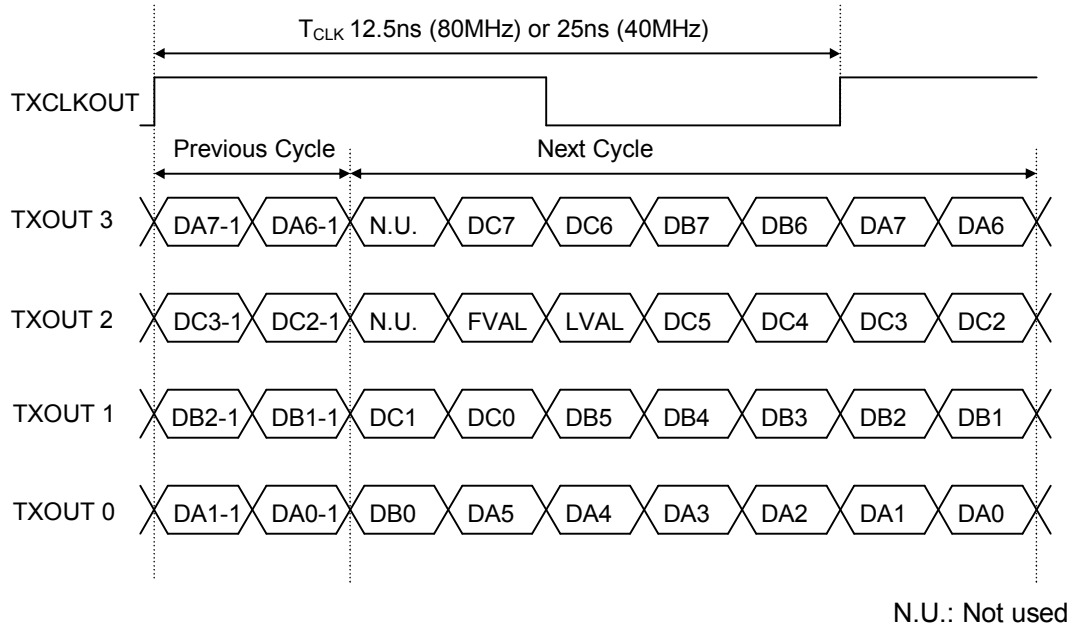 T_CLK 12.5ns (80MHz) or 25ns (40MHz)
TXCLKOUT
Previous Cycle Next Cycle
TXOUT 3 DA7-1 DA6-1 N.U. DC7 DC6 DB7 DB6 DA7 DA6
TXOUT 2 DC3-1 DC2-1 N.U. FVAL LVAL DC5 DC4 DC3 DC2
TXOUT 1 DB2-1 DB1-1 DC1 DC0 DB5 DB4 DB3 DB2 DB1
TXOUT 0 DA1-1 DA0-1 DB0 DA5 DA4 DA3 DA2 DA1 DA0
N.U.: Not used